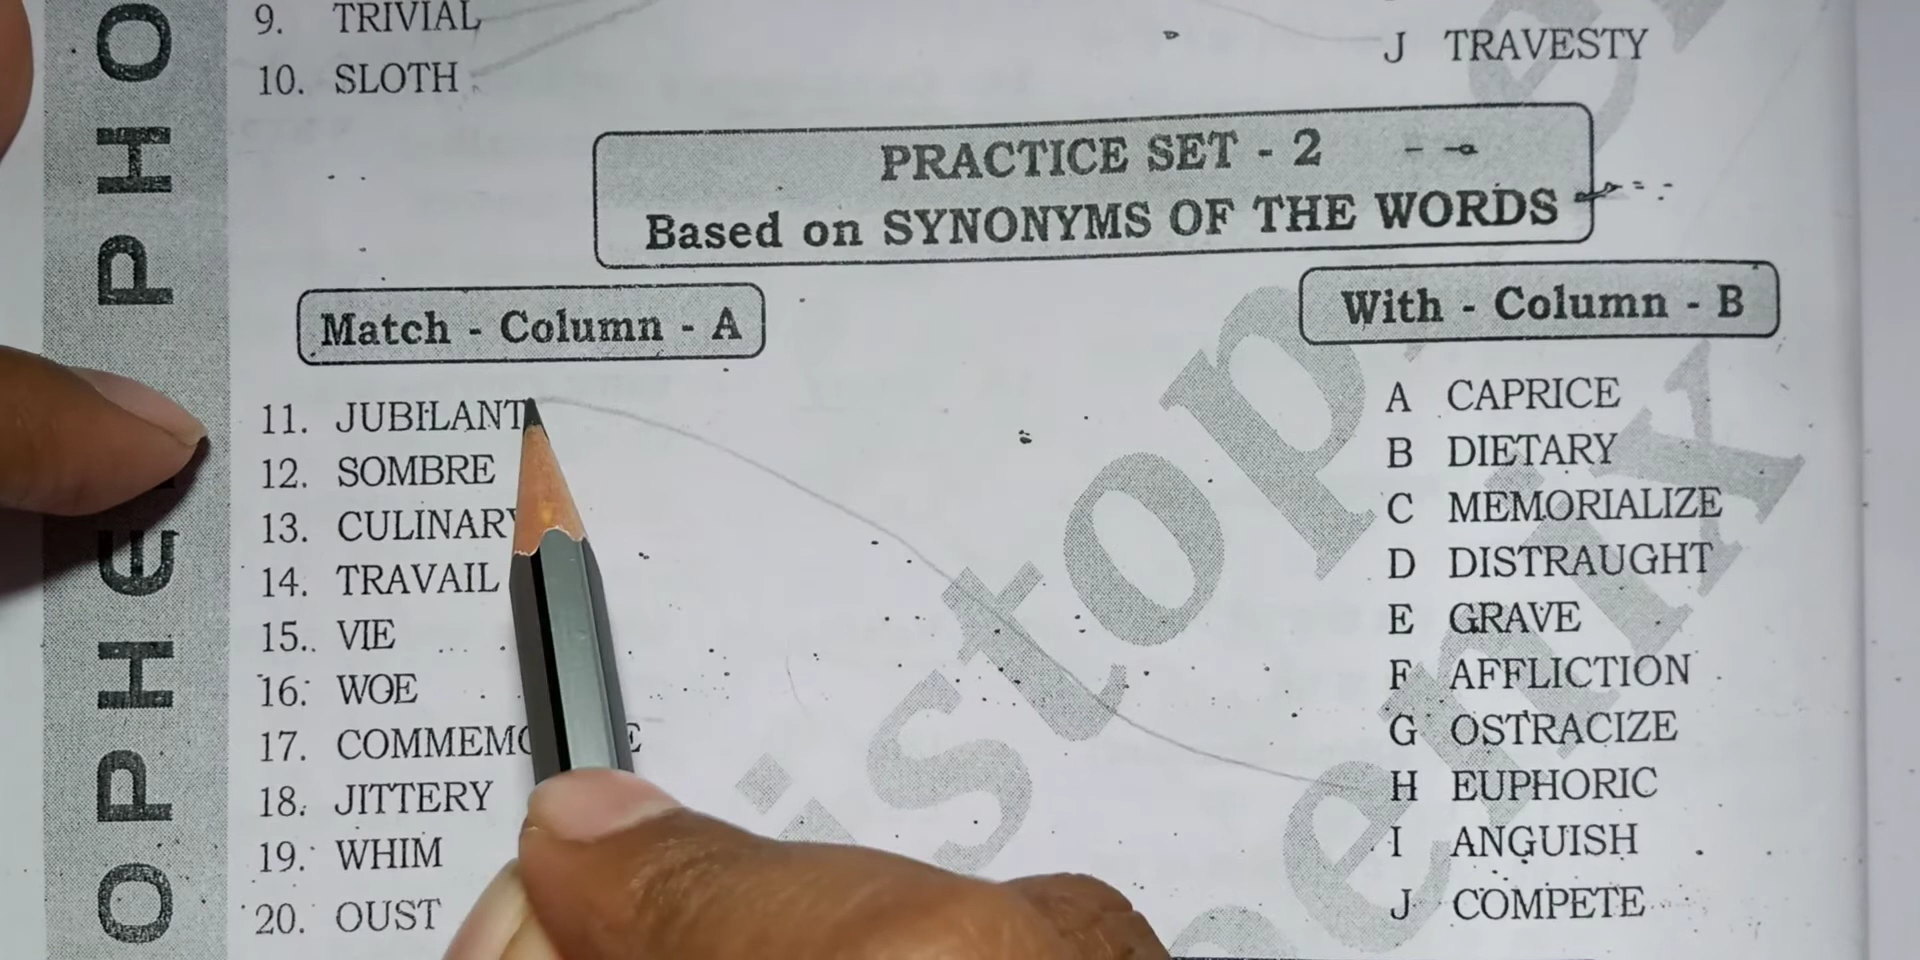 9. TRIVIAL
J TRAVESTY
10. SLOTH
PRACTICE SET - 2
Based on SYNONYMS OF THE WORDS
Match - Column - A
With - Column - B
11. JUBILANT
A CAPRICE
12. SOMBRE
B DIETARY
13. CULINARY
C MEMORIALIZE
14. TRAVAIL
D DISTRAUGHT
15. VIE
E GRAVE
16. WOE
F AFFLICTION
17. COMMEMO E
G OSTRACIZE
18. JITTERY
H EUPHORIC
19. WHIM
I ANGUISH
20. OUST
J COMPETE